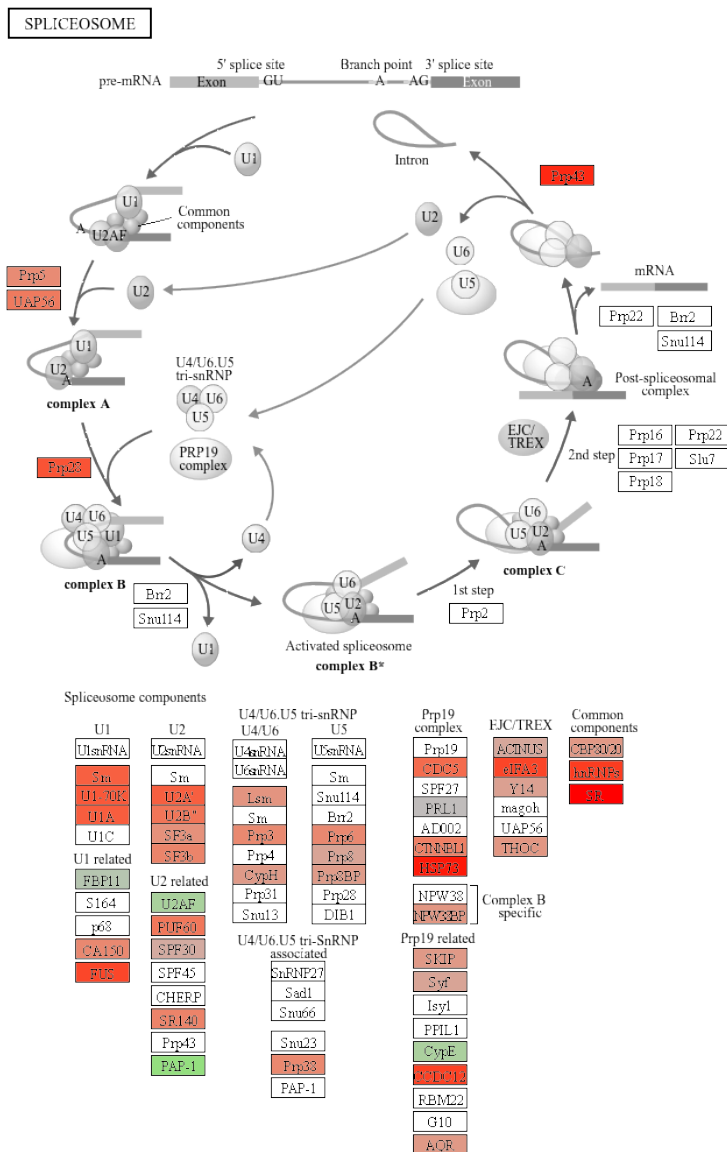 SPLICEOSOME
5' splice site
Branch point
3' splice site
pre-mRNA
Exon
GU
A
AG
Exon
Intron
U1
U1
A
U2AF
Common
components
Prp5
UAP56
U2
U2
U6
U5
Prp43
mRNA
Prp22
Brr2
Snu114
Post-spliceosomal
complex
A
U1
U2
A
complex A
U4/U6.U5
tri-snRNP
U4 U6
U5
PRP19
complex
EJC/
TREX
2nd step
Prp16
Prp22
Prp17
Slu7
Prp18
Prp28
U4 U6
U5 U1
A
complex B
U4
U1
Brr2
Snu114
U6
U5 U2
A
Activated spliceosome
complex B*
1st step
Prp2
U6
U5 U2
A
complex C
Spliceosome components
U1
U1snRNA
Sm
U1-70K
U1A
U1C
U1 related
FBP11
S164
p68
CA150
FUS
U2
U2snRNA
Sm
U2A'
U2B"
SF3a
SF3b
U2 related
U2AF
PUF60
SPF30
SPF45
CHERP
SR140
Prp43
PAP-1
U4/U6.U5 tri-snRNP
U4/U6
U4snRNA
U6snRNA
Lsm
Sm
Prp3
Prp4
CypH
Prp31
Snu13
U5
U5snRNA
Sm
Snu114
Brr2
Prp6
Prp8
Prp8BP
Prp28
DIB1
U4/U6.U5 tri-SnRNP
associated
SnRNP27
Sad1
Snu66
Snu23
Prp38
PAP-1
Prp19
complex
Prp19
CDC5
SPF27
PRL1
AD002
CTNNBL1
HSP73
NPW38
NPW38BP
Complex B
specific
Prp19 related
SKIP
Syf
Isy1
PPIL1
CypE
CCDC12
RBM22
G10
AQR
EJC/TREX
ACINUS
eIFA3
Y14
magoh
UAP56
THOC
Common
components
CBP80/20
hnRNPs
SR